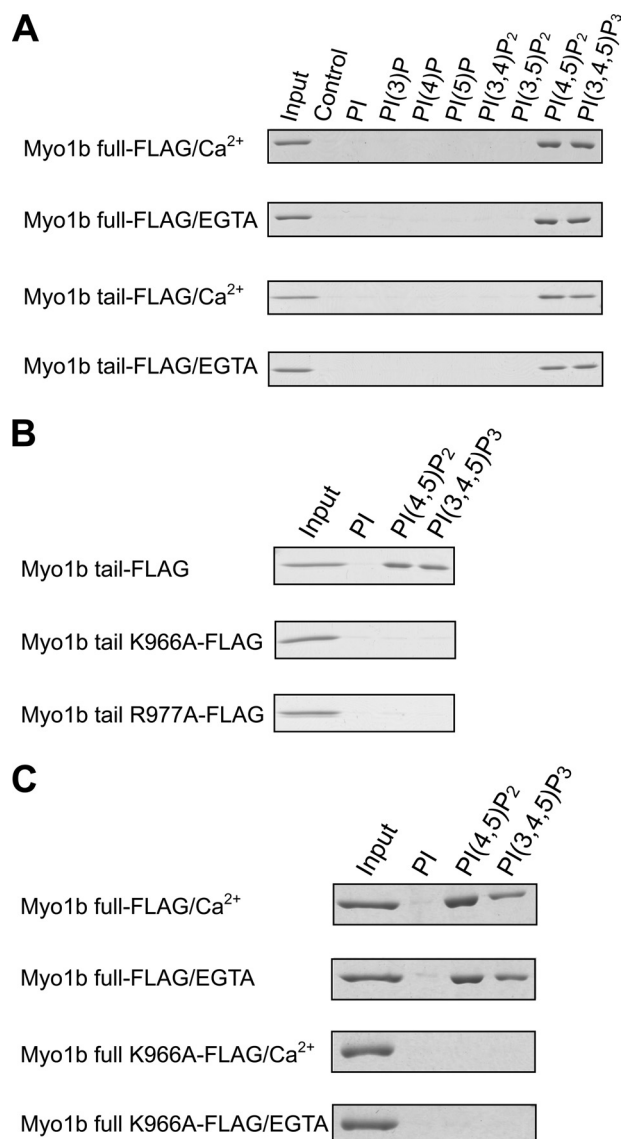 A
Input Control PI PI(3)P PI(4)P PI(5)P PI(3,4)P₂ PI(3,5)P₂ PI(4,5)P₂ PI(3,4,5)P₃
Myo1b full-FLAG/Ca²⁺
Myo1b full-FLAG/EGTA
Myo1b tail-FLAG/Ca²⁺
Myo1b tail-FLAG/EGTA
B
Input PI PI(4,5)P₂ PI(3,4,5)P³
Myo1b tail-FLAG
Myo1b tail K966A-FLAG
Myo1b tail R977A-FLAG
C
Input PI PI(4,5)P₂ PI(3,4,5)P³
Myo1b full-FLAG/Ca²⁺
Myo1b full-FLAG/EGTA
Myo1b full K966A-FLAG/Ca²⁺
Myo1b full K966A-FLAG/EGTA